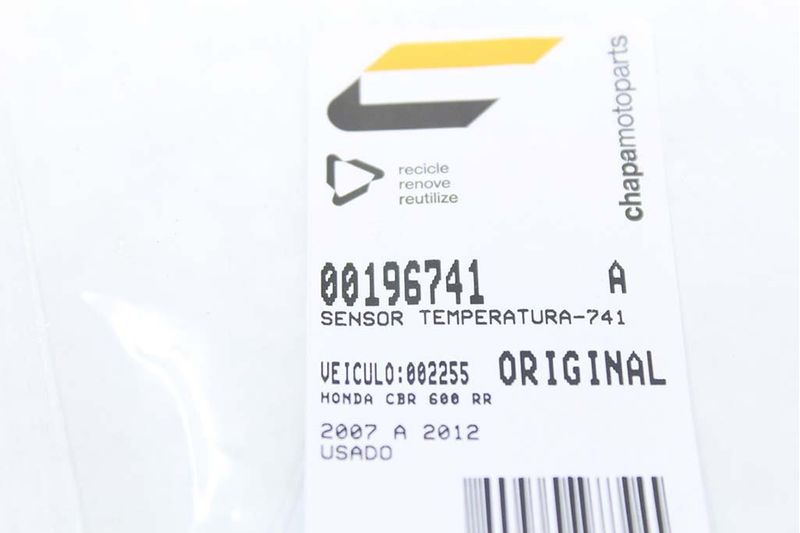 chapamotoparts
recicle
renove
reutilize
00196741 A
SENSOR TEMPERATURA-741
VEICULO:002255 ORIGINAL
HONDA CBR 600 RR
2007 A 2012
USADO